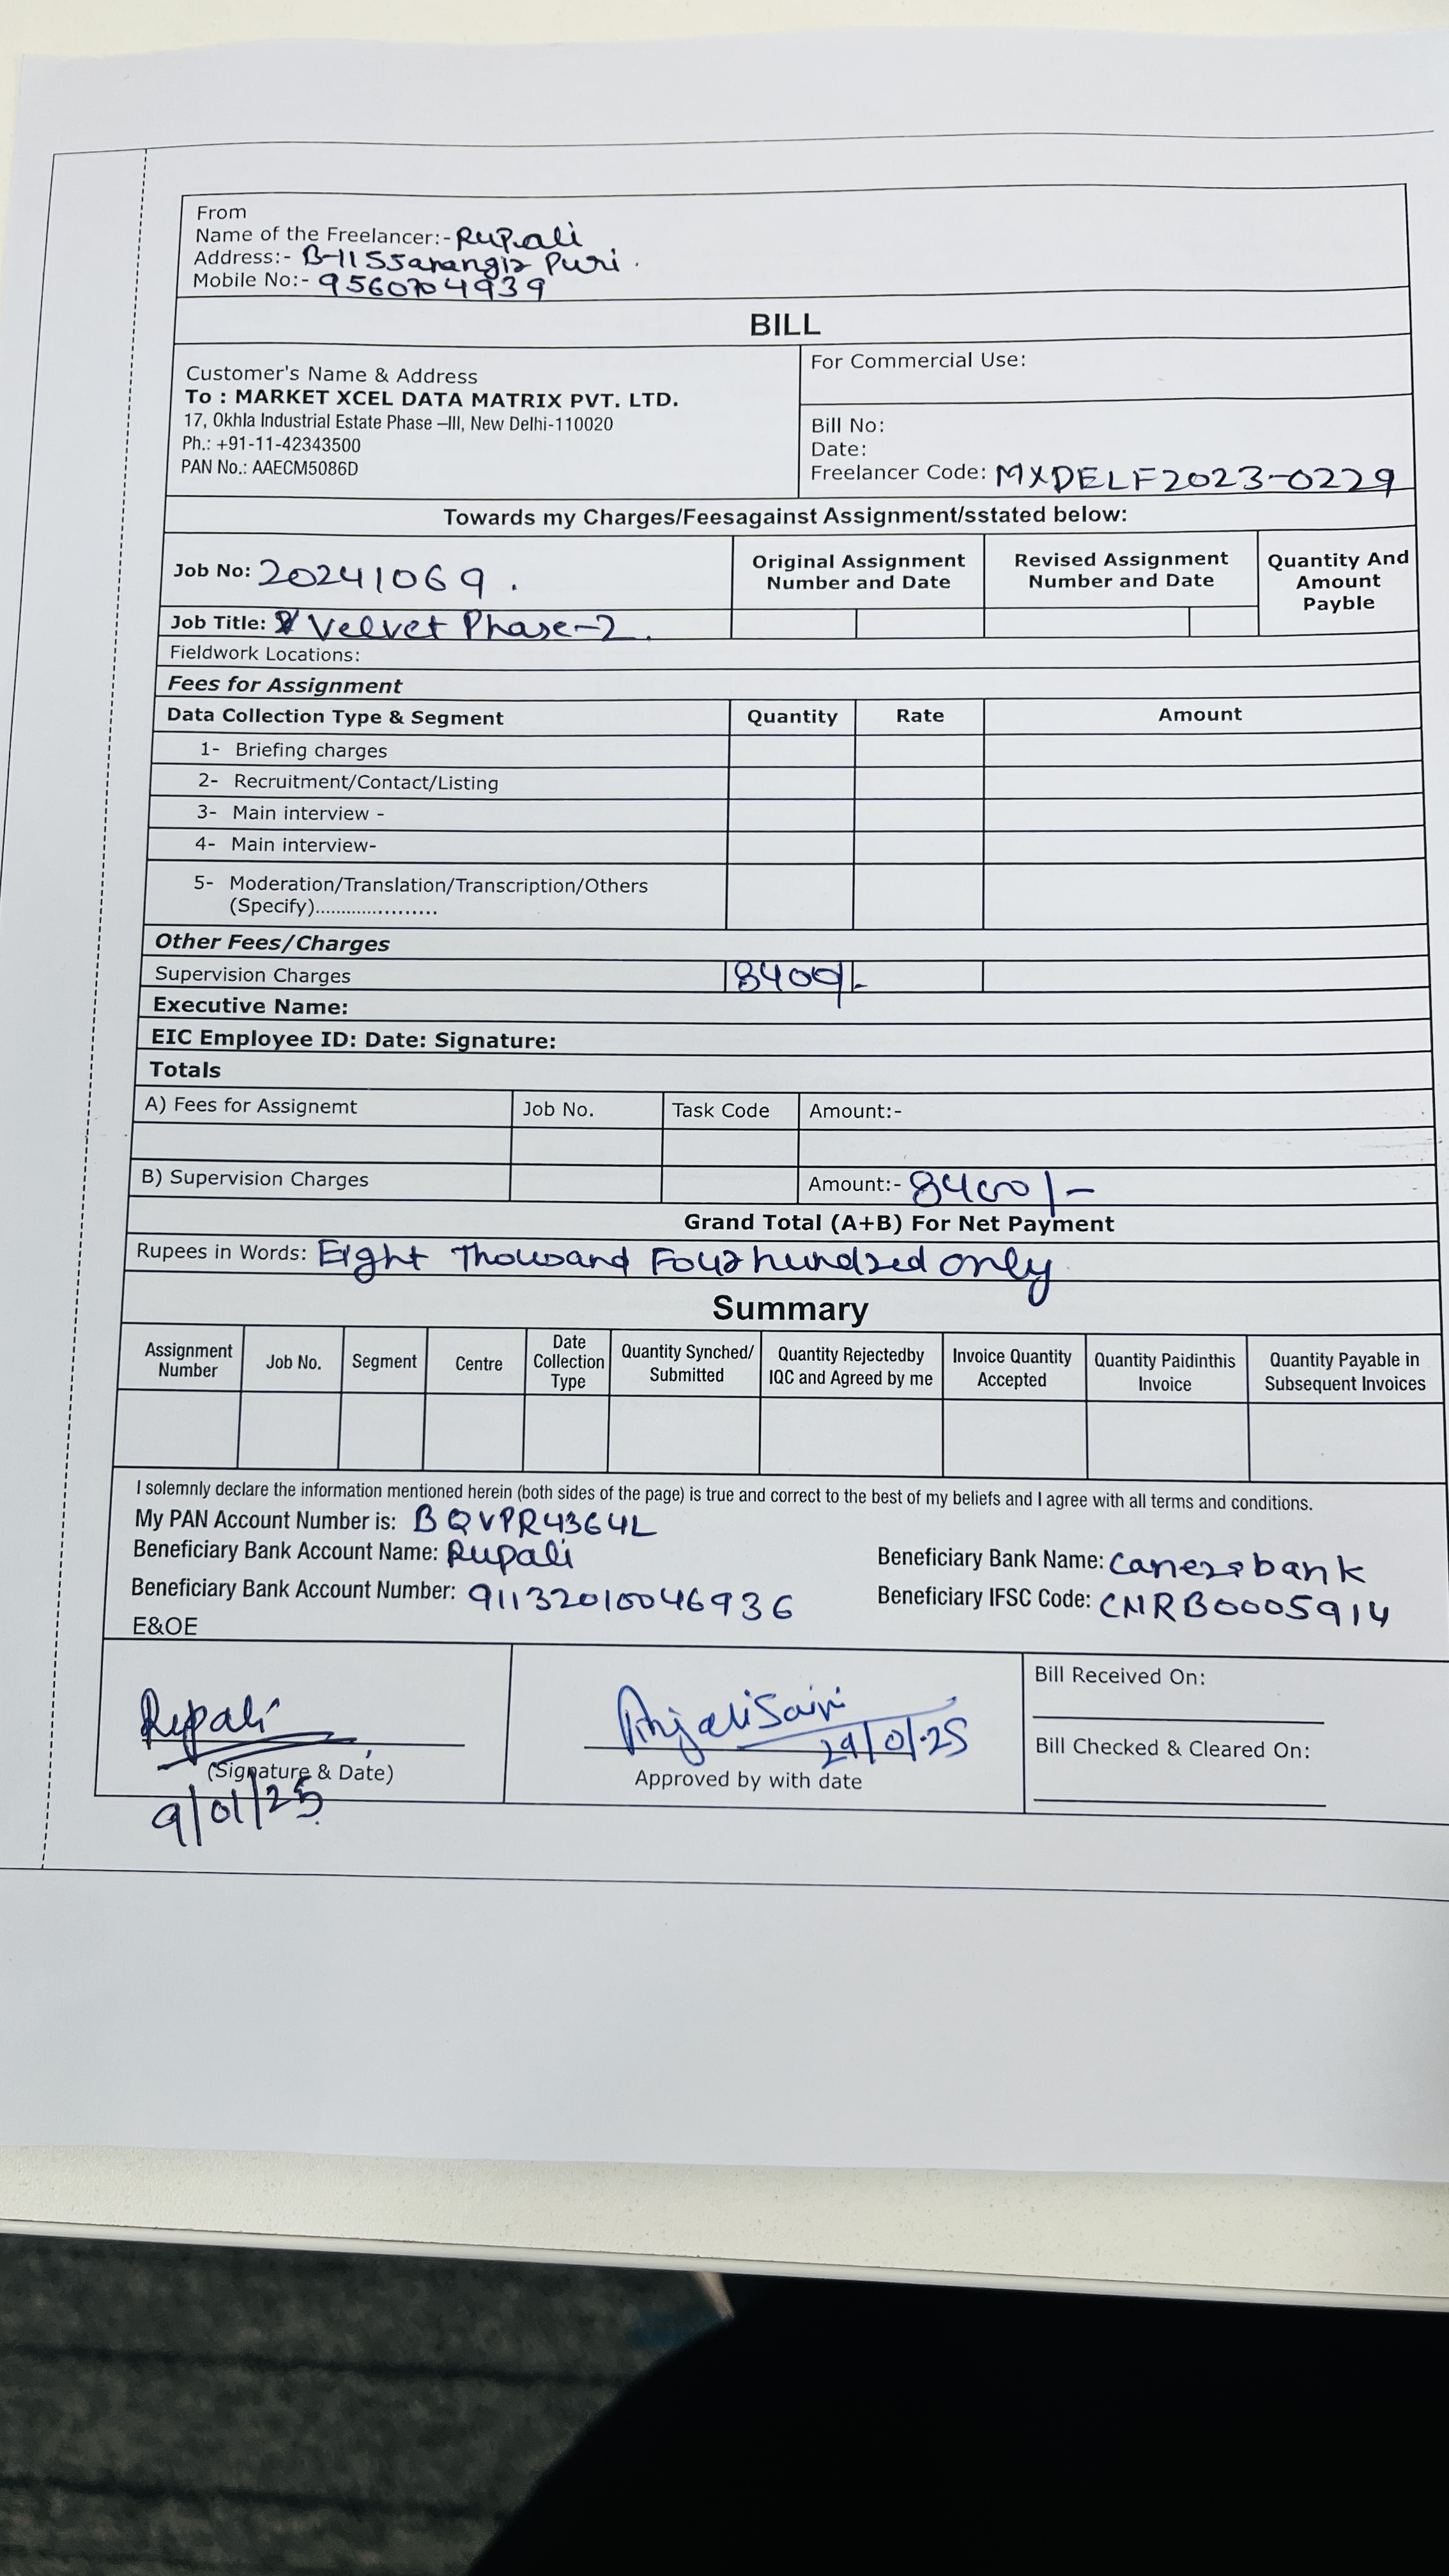 From
Name of the Freelancer:- Rupali
Address:- B-115 Sarangir Puri.
Mobile No:- 9560704939
BILL
Customer's Name & Address
To : MARKET XCEL DATA MATRIX PVT. LTD.
17, Okhla Industrial Estate Phase –III, New Delhi-110020
Ph.: +91-11-42343500
PAN No.: AAECM5086D
For Commercial Use:
Bill No:
Date:
Freelancer Code: MXDELF2023-0229
Towards my Charges/Feesagainst Assignment/sstated below:
Job No: 20241069.
Original Assignment Number and Date
Revised Assignment Number and Date
Quantity And Amount Payble
Job Title: Velvet Phase-2.
Fieldwork Locations:
Fees for Assignment
Data Collection Type & Segment Quantity Rate Amount
1- Briefing charges
2- Recruitment/Contact/Listing
3- Main interview -
4- Main interview-
5- Moderation/Translation/Transcription/Others
(Specify).....................
Other Fees/Charges
Supervision Charges 8400/-
Executive Name:
EIC Employee ID: Date: Signature:
Totals
A) Fees for Assignemt Job No. Task Code Amount:-
B) Supervision Charges Amount:- 8400/-
Grand Total (A+B) For Net Payment
Rupees in Words: Eight Thousand Four hundred only
Summary
Assignment Number
Job No.
Segment
Centre
Date Collection Type
Quantity Synched/ Submitted
Quantity Rejectedby IQC and Agreed by me
Invoice Quantity Accepted
Quantity Paidinthis Invoice
Quantity Payable in Subsequent Invoices
I solemnly declare the information mentioned herein (both sides of the page) is true and correct to the best of my beliefs and I agree with all terms and conditions.
My PAN Account Number is: BQVPR4364L
Beneficiary Bank Account Name: Rupali
Beneficiary Bank Name: Canera bank
Beneficiary Bank Account Number: 91132010046936
Beneficiary IFSC Code: CNRB0005914
E&OE
Rupali
(Signature & Date)
9/01/25
Anjali Saini
29/01.25
Approved by with date
Bill Received On:
Bill Checked & Cleared On: